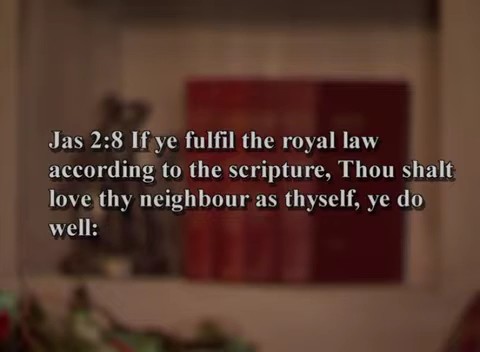 Jas 2:8 If ye fulfil the royal law
according to the scripture, Thou shalt
love thy neighbour as thyself, ye do
well: